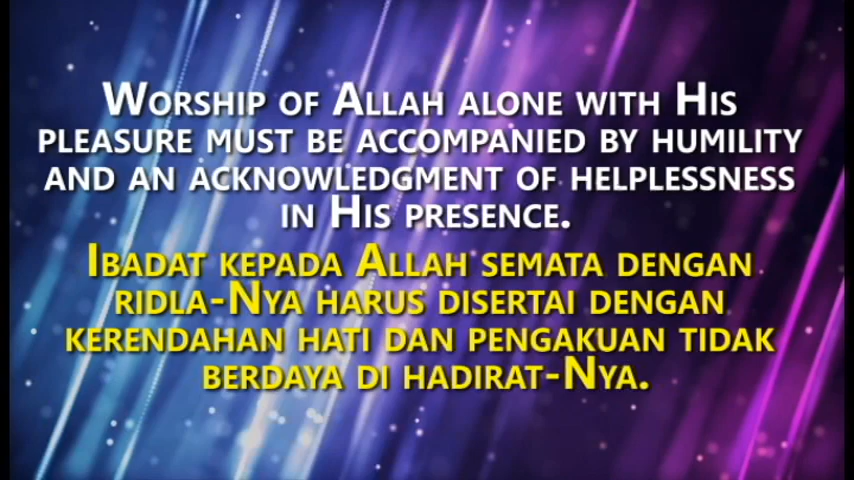 Worship of Allah alone with His
pleasure must be accompanied by humility
and an acknowledgment of helplessness
in His presence.
Ibadat kepada Allah semata dengan
ridla-Nya harus disertai dengan
kerendahan hati dan pengakuan tidak
berdaya di hadirat-Nya.